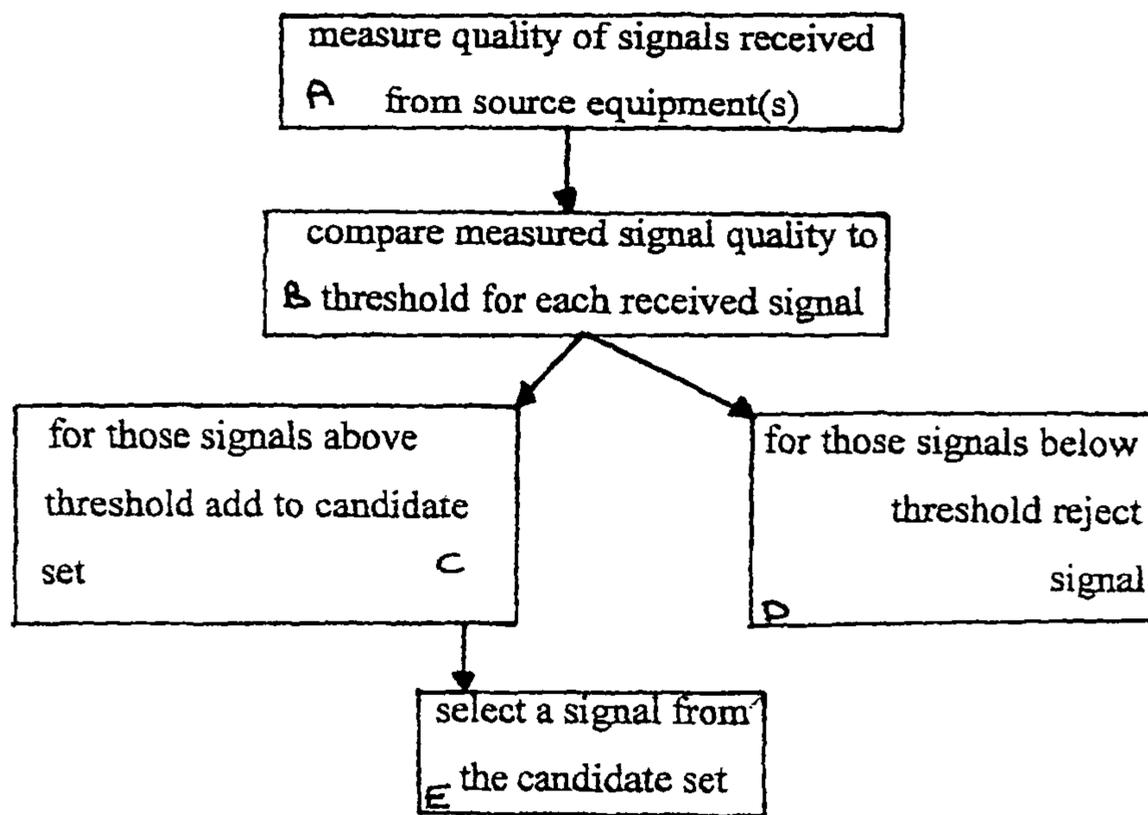 measure quality of signals received
A from source equipment(s)
compare measured signal quality to
B threshold for each received signal
for those signals above
threshold add to candidate
set C
for those signals below
threshold reject
signal
D
select a signal from
E the candidate set